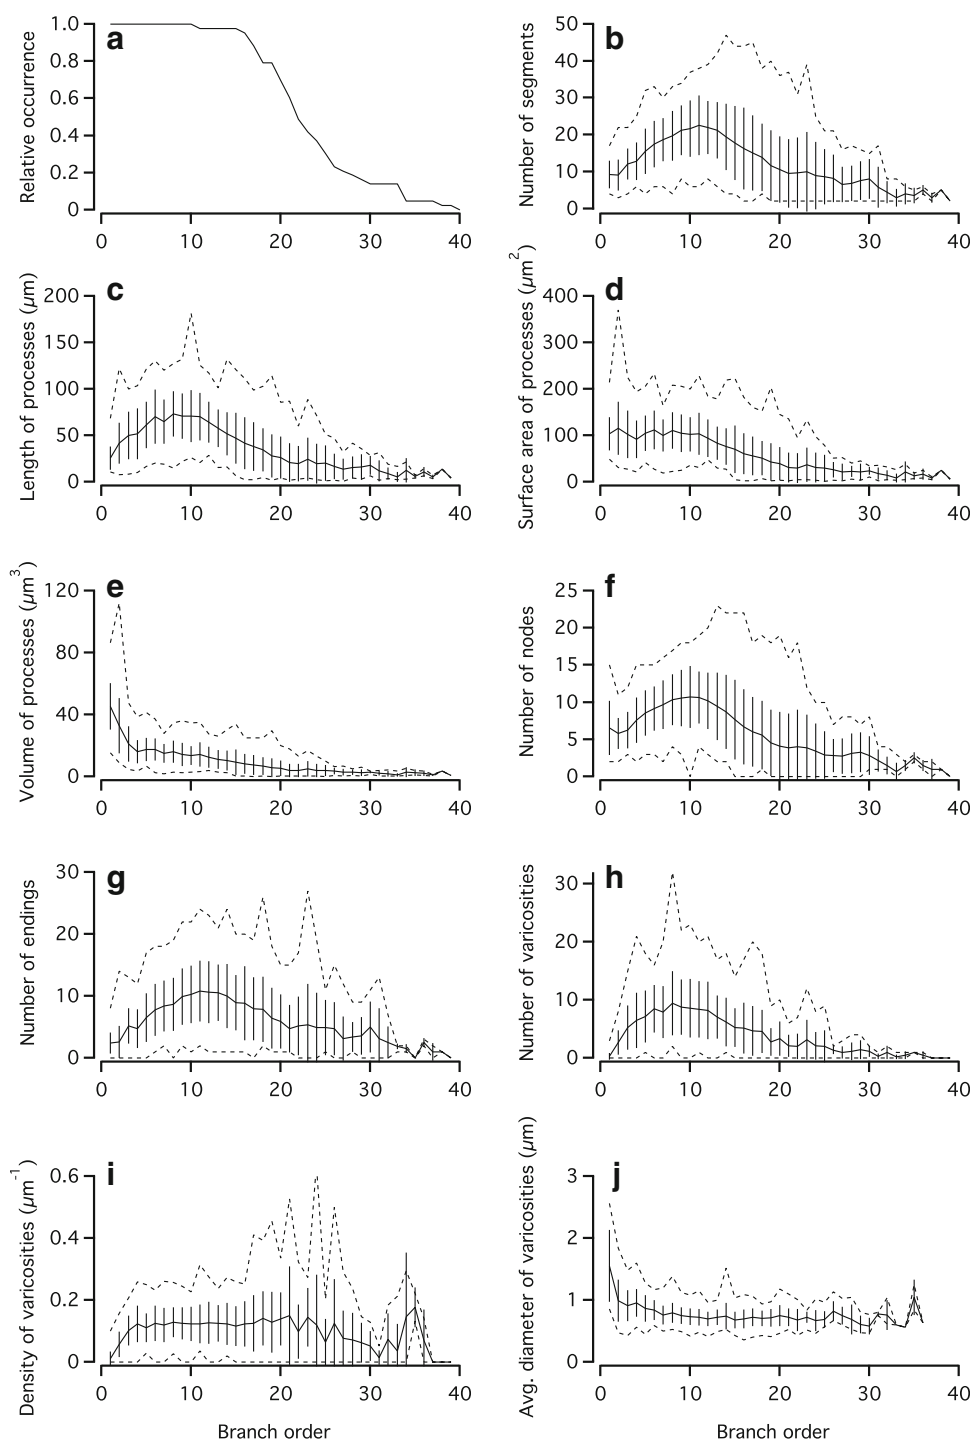 a
Relative occurrence
1.0
0.8
0.6
0.4
0.2
0
0 10 20 30 40
b
Number of segments
50
40
30
20
10
0
0 10 20 30 40
c
Length of processes (µm)
200
150
100
50
0
0 10 20 30 40
d
Surface area of processes (µm²)
400
300
200
100
0
0 10 20 30 40
e
Volume of processes (µm³)
120
80
40
0
0 10 20 30 40
f
Number of nodes
25
20
15
10
5
0
0 10 20 30 40
g
Number of endings
30
20
10
0
0 10 20 30 40
h
Number of varicosities
30
20
10
0
0 10 20 30 40
i
Density of varicosities (µm⁻¹)
0.6
0.4
0.2
0
0 10 20 30 40
Branch order
j
Avg. diameter of varicosities (µm)
3
2
1
0
0 10 20 30 40
Branch order